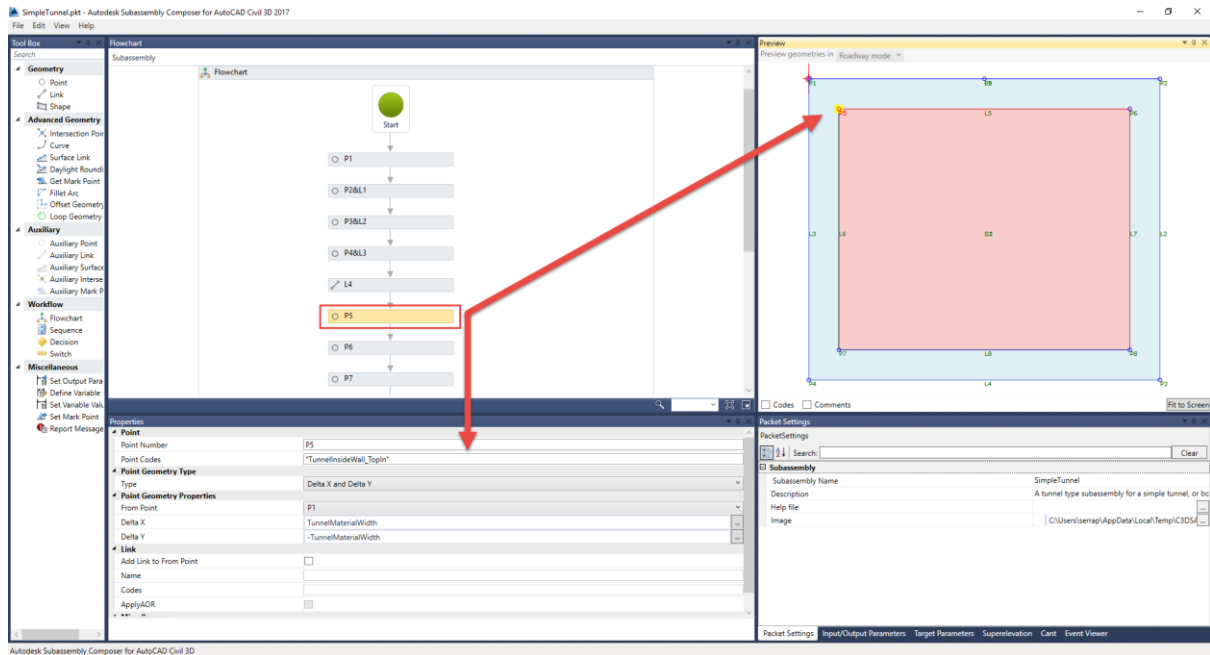 SimpleTunnel.pkt - Autodesk Subassembly Composer for AutoCAD Civil 3D 2017
File Edit View Help
Tool Box
Search
Geometry
Point
Link
Shape
Advanced Geometry
Intersection Poir
Curve
Surface Link
Daylight Roundi
Get Mark Point
Fillet Arc
Offset Geometry
Loop Geometry
Auxiliary
Auxiliary Point
Auxiliary Link
Auxiliary Surface
Auxiliary Interse
Auxiliary Mark P
Workflow
Flowchart
Sequence
Decision
Switch
Miscellaneous
Set Output Para
Define Variable
Set Variable Valu
Set Mark Point
Report Message
Flowchart
Subassembly
Flowchart
Start
P1
P2&L1
P3&L2
P4&L3
L4
P5
P6
P7
Properties
Point
Point Number P5
Point Codes "TunnelInsideWall_TopIn"
Point Geometry Type
Type Delta X and Delta Y
Point Geometry Properties
From Point P1
Delta X TunnelMaterialWidth ...
Delta Y -TunnelMaterialWidth ...
Link
Add Link to From Point
Name
Codes
ApplyAOR
Preview
Preview geometries in Roadway mode
P1 P2
P5 L5 P6
L3 L6 L7 L2
P7 L8 P8
P4 L4 P3
Codes Comments Fit to Screen
Packet Settings
PacketSettings
Search: Clear
Subassembly
Subassembly Name SimpleTunnel
Description A tunnel type subassembly for a simple tunnel, or bo
Help file ...
Image C:\Users\serrap\AppData\Local\Temp\C3DSA ...
Packet Settings Input/Output Parameters Target Parameters Superelevation Cant Event Viewer
Autodesk Subassembly Composer for AutoCAD Civil 3D